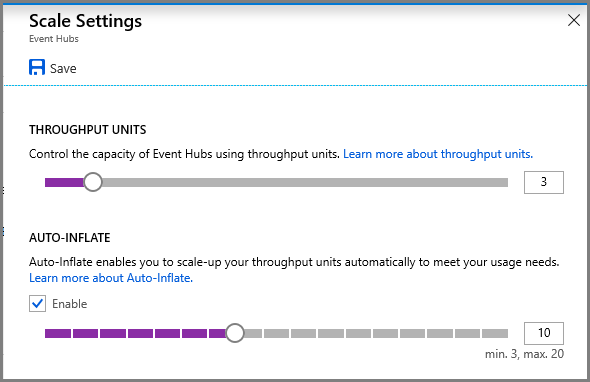 Scale Settings
Event Hubs
Save
THROUGHPUT UNITS
Control the capacity of Event Hubs using throughput units. Learn more about throughput units.
3
AUTO-INFLATE
Auto-Inflate enables you to scale-up your throughput units automatically to meet your usage needs.
Learn more about Auto-Inflate.
Enable
10
min. 3, max. 20